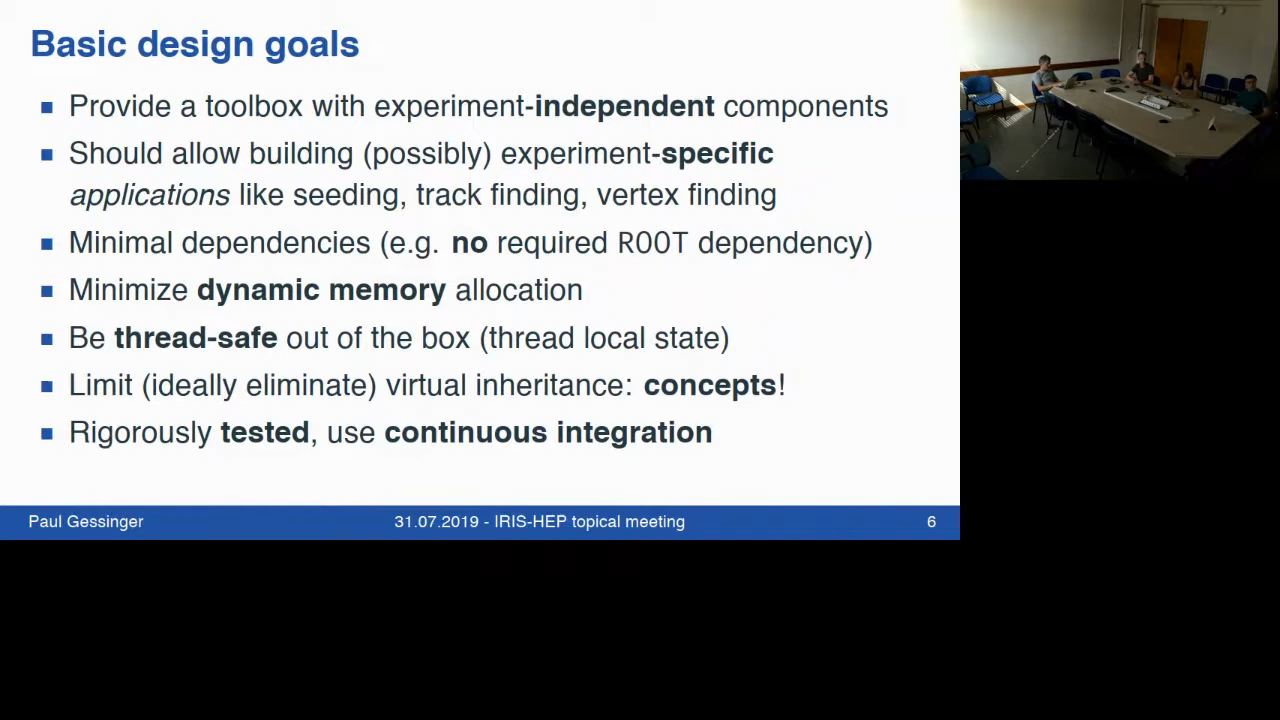 Basic design goals
Provide a toolbox with experiment-independent components
Should allow building (possibly) experiment-specific
applications like seeding, track finding, vertex finding
Minimal dependencies (e.g. no required ROOT dependency)
Minimize dynamic memory allocation
Be thread-safe out of the box (thread local state)
Limit (ideally eliminate) virtual inheritance: concepts!
Rigorously tested, use continuous integration
Paul Gessinger
31.07.2019 - IRIS-HEP topical meeting
6